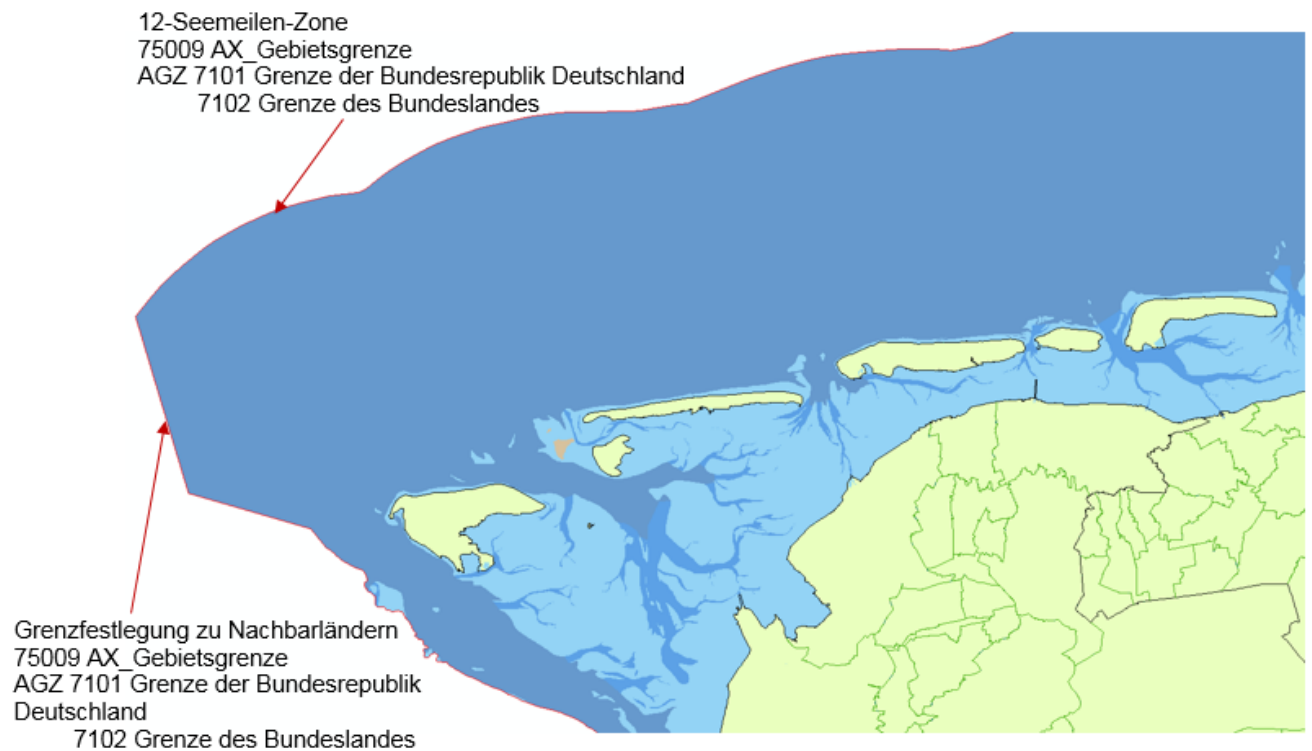 12-Seemeilen-Zone
75009 AX_Gebietsgrenze
AGZ 7101 Grenze der Bundesrepublik Deutschland
7102 Grenze des Bundeslandes
Grenzfestlegung zu Nachbarländern
75009 AX_Gebietsgrenze
AGZ 7101 Grenze der Bundesrepublik
Deutschland
7102 Grenze des Bundeslandes